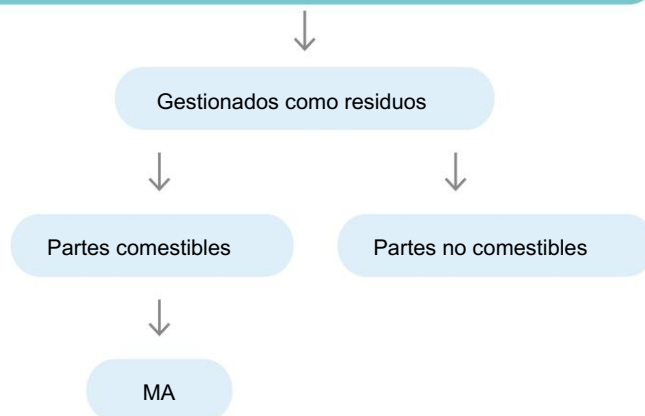 Gestionados como residuos
Partes comestibles
Partes no comestibles
MA